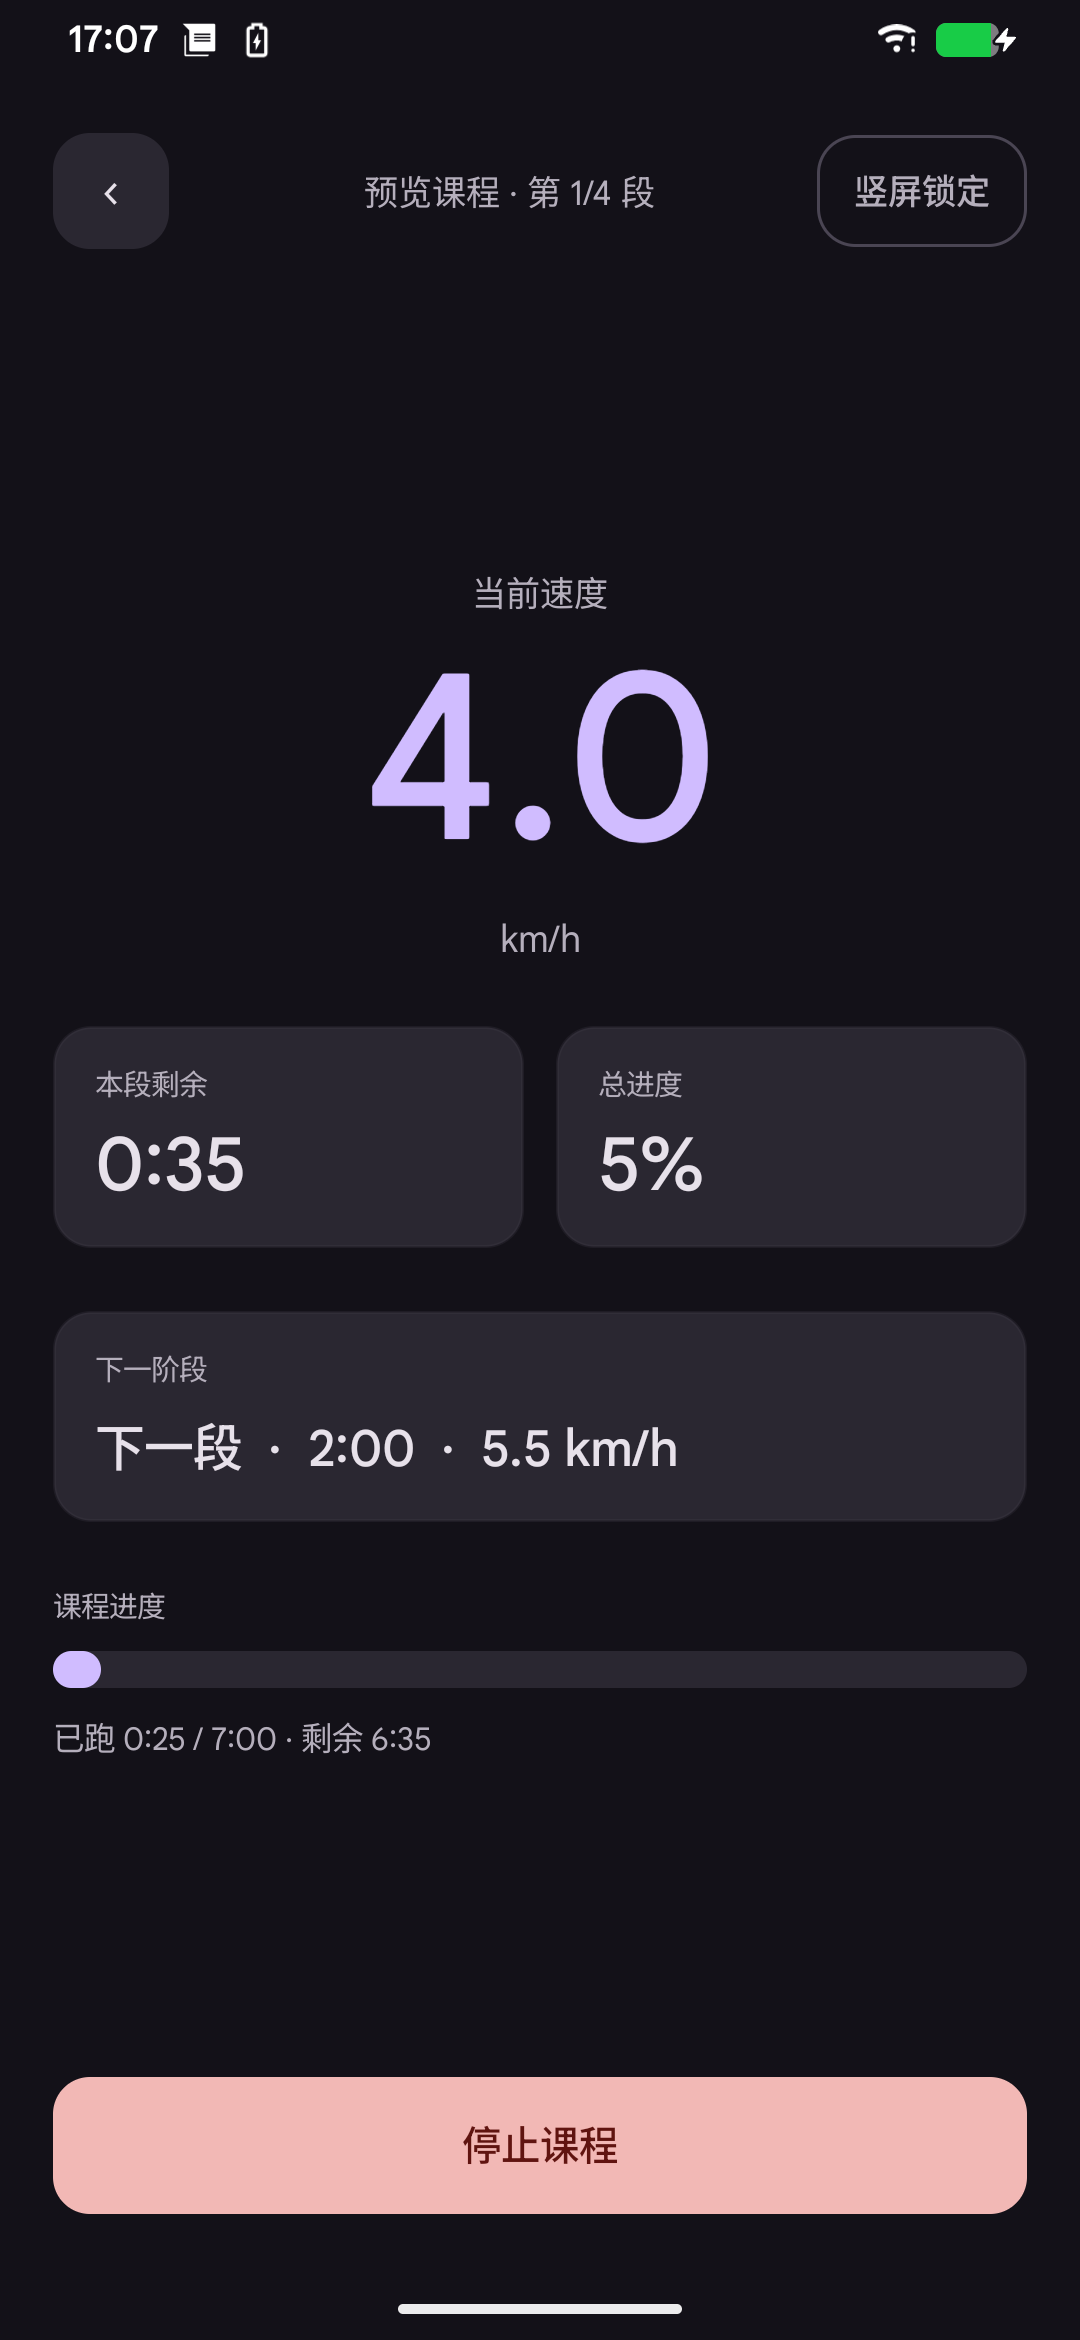 17:07
预览课程 · 第 1/4 段
竖屏锁定
当前速度
4.0
km/h
本段剩余
0:35
总进度
5%
下一阶段
下一段 · 2:00 · 5.5 km/h
课程进度
已跑 0:25 / 7:00 · 剩余 6:35
停止课程